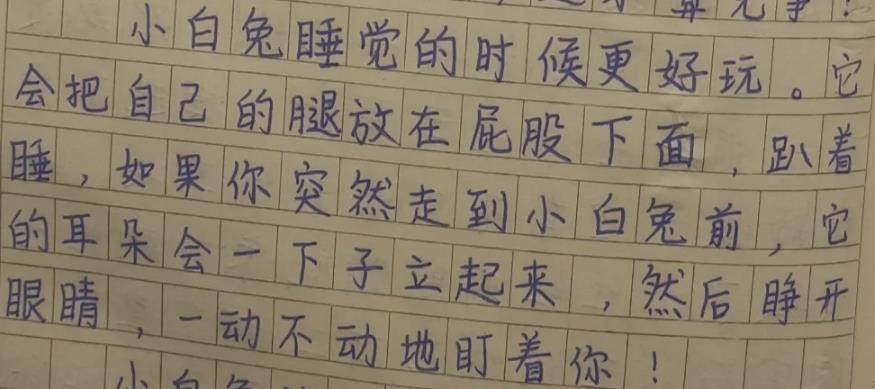 小白兔睡觉的时候更好玩。它
会把自己的腿放在屁股下面，趴着
睡，如果你突然走到小白兔前，它
的耳朵会一下子立起来，然后睁开
眼睛，一动不动地盯着你！
小白兔